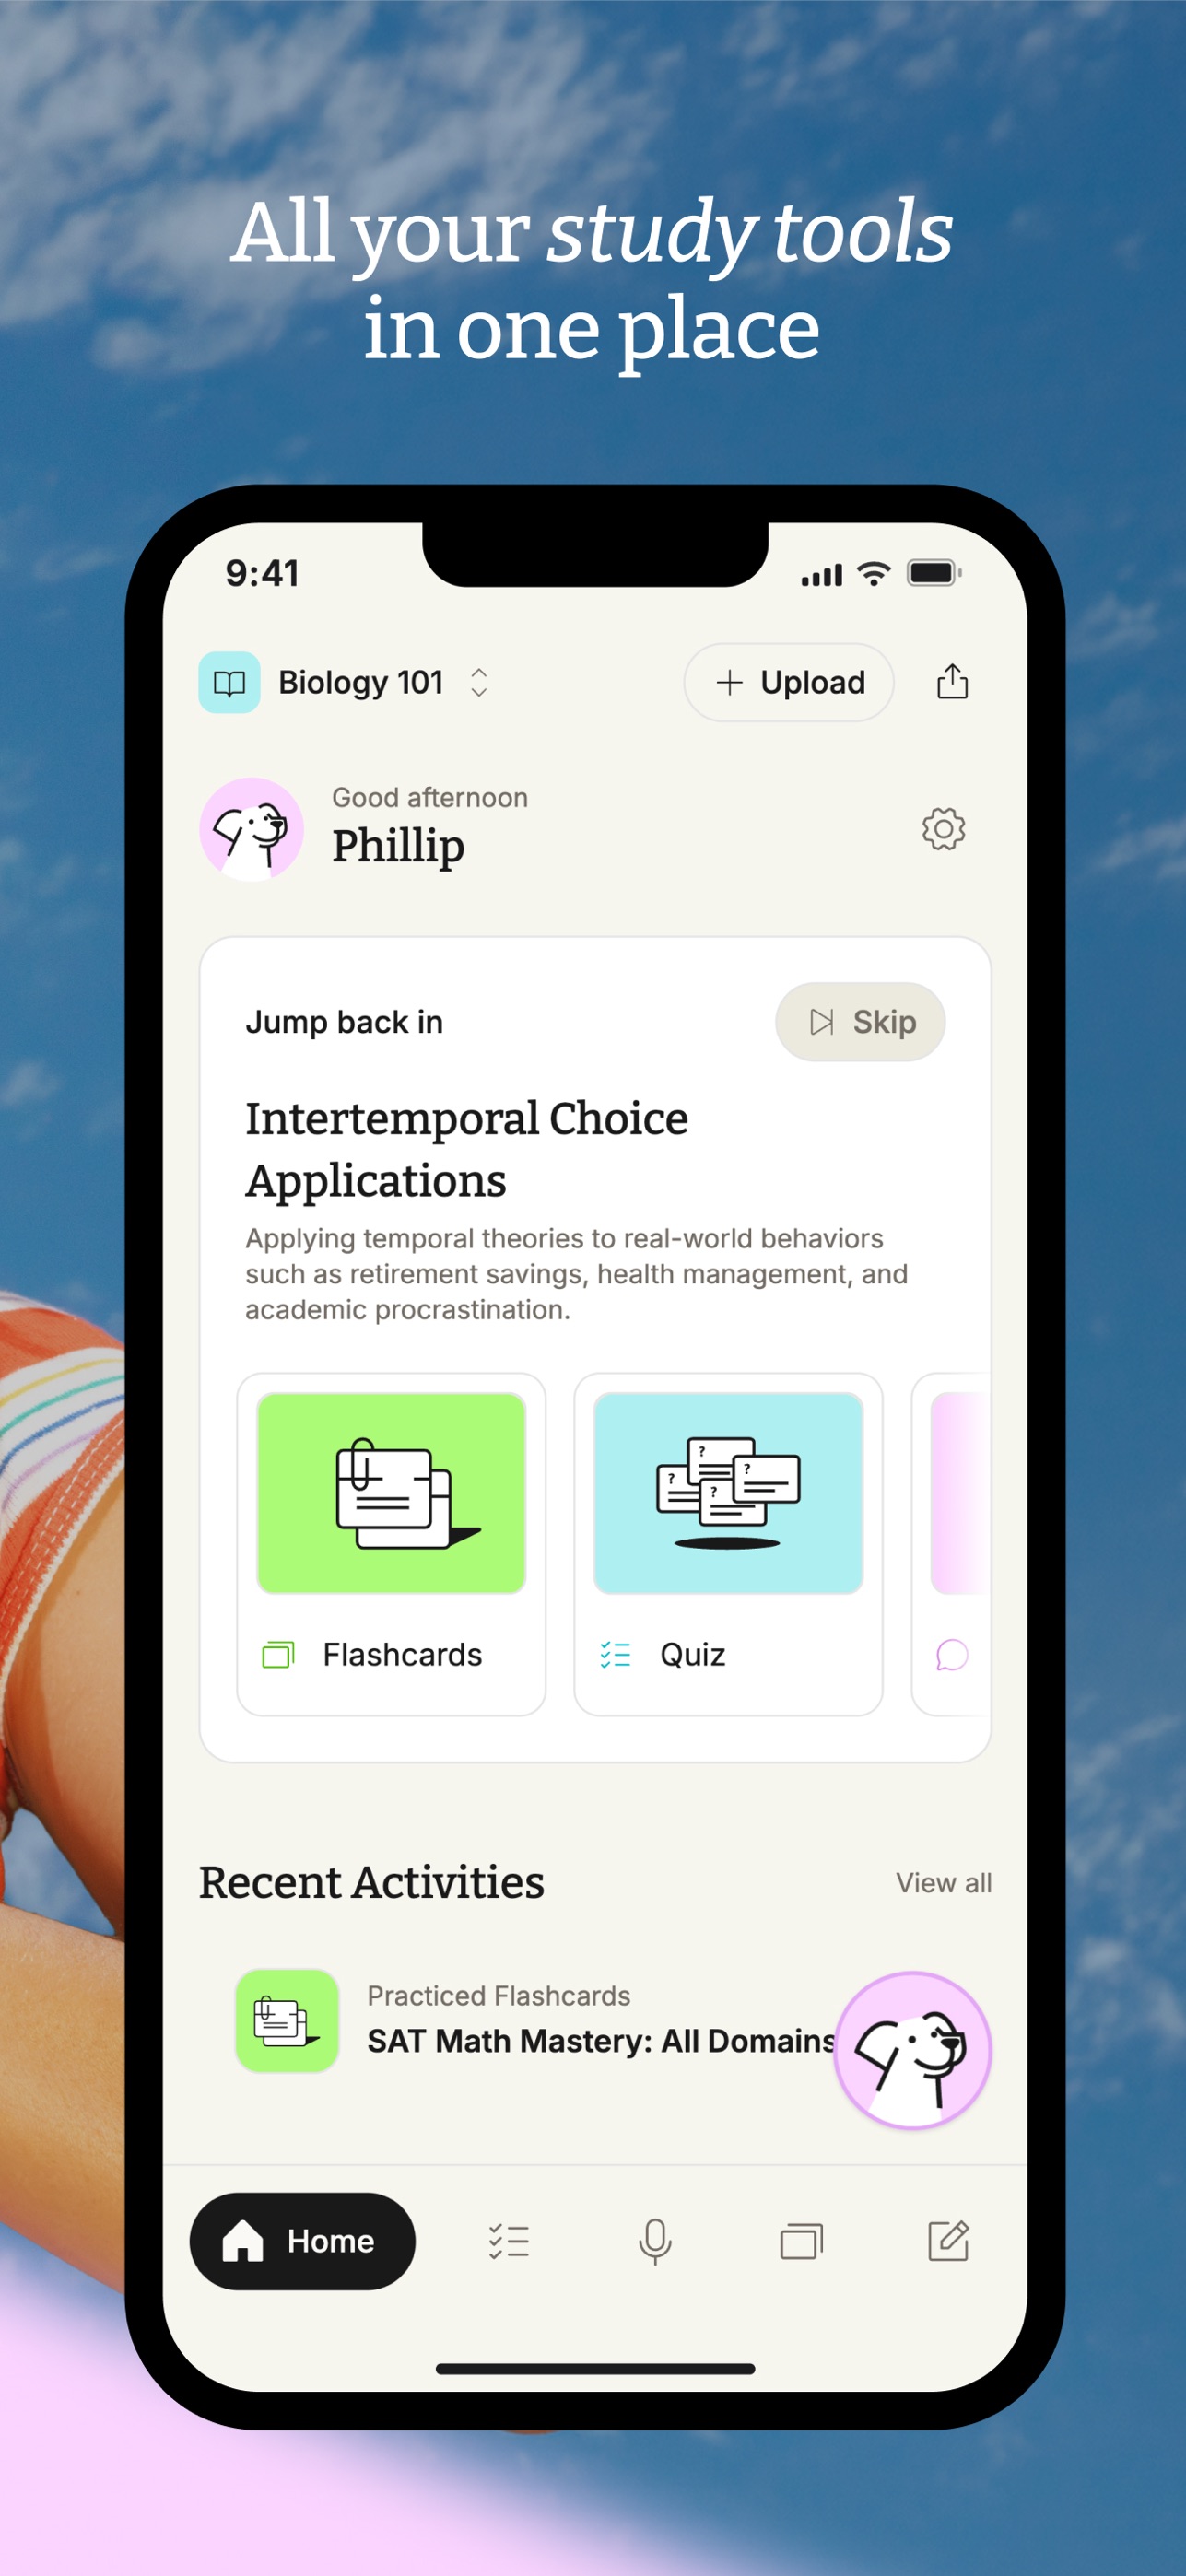 All your study tools
in one place
9:41
Biology 101
Upload
Good afternoon
Phillip
Jump back in
Skip
Intertemporal Choice
Applications
Applying temporal theories to real-world behaviors
such as retirement savings, health management, and
academic procrastination.
? ? ? ?
Flashcards
Quiz
Recent Activities
View all
Practiced Flashcards
SAT Math Mastery: All Domains
Home